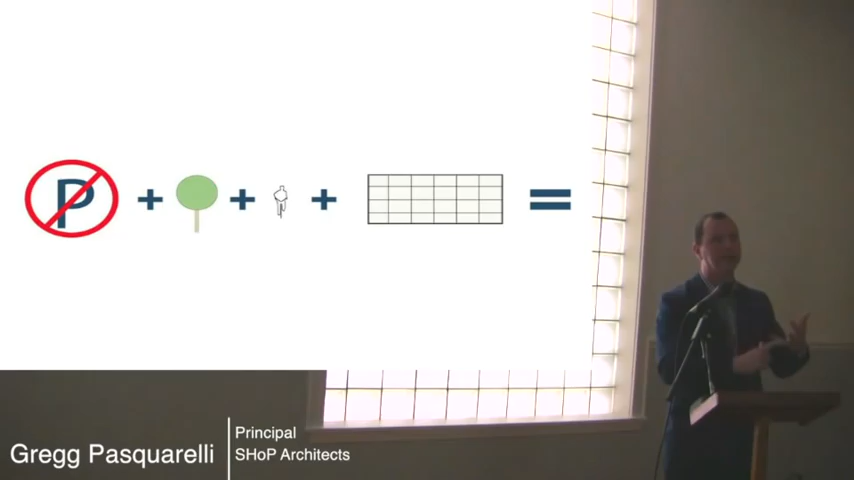 P + + + =
Gregg Pasquarelli
Principal
SHoP Architects